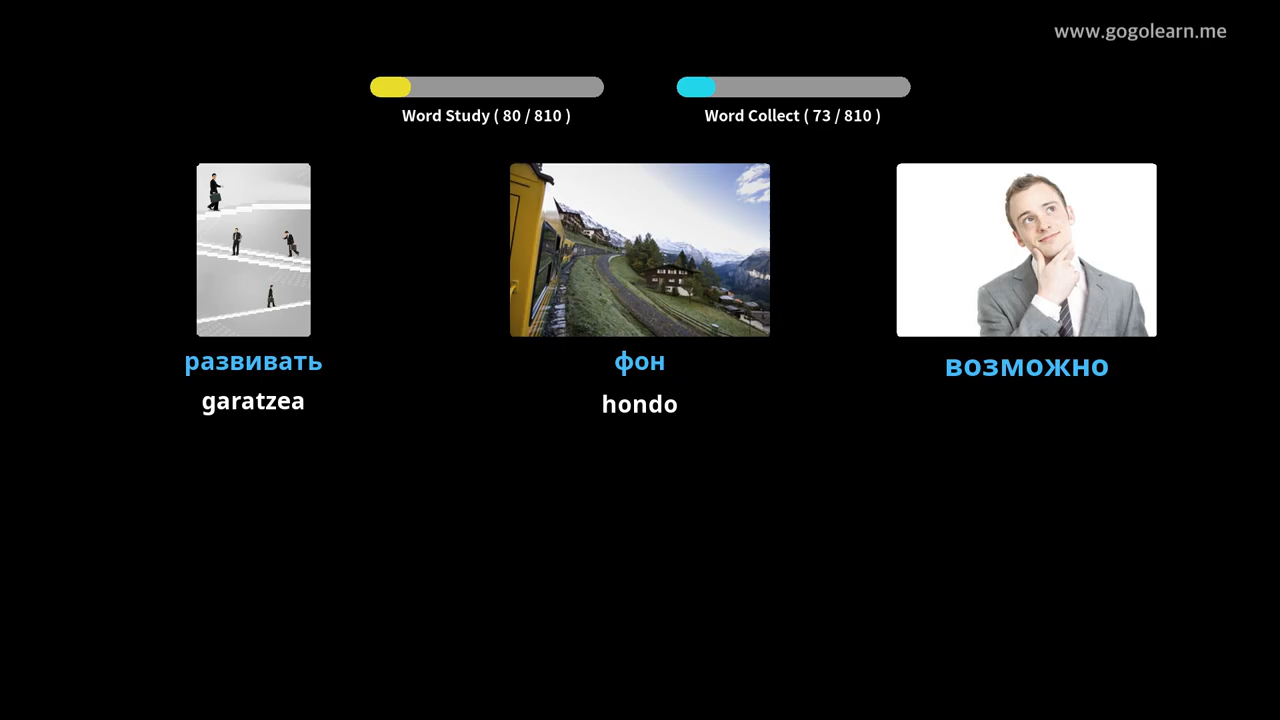 www.gogolearn.me
Word Study ( 80 / 810 )
Word Collect ( 73 / 810 )
развивать
garatzea
фон
hondo
возможно